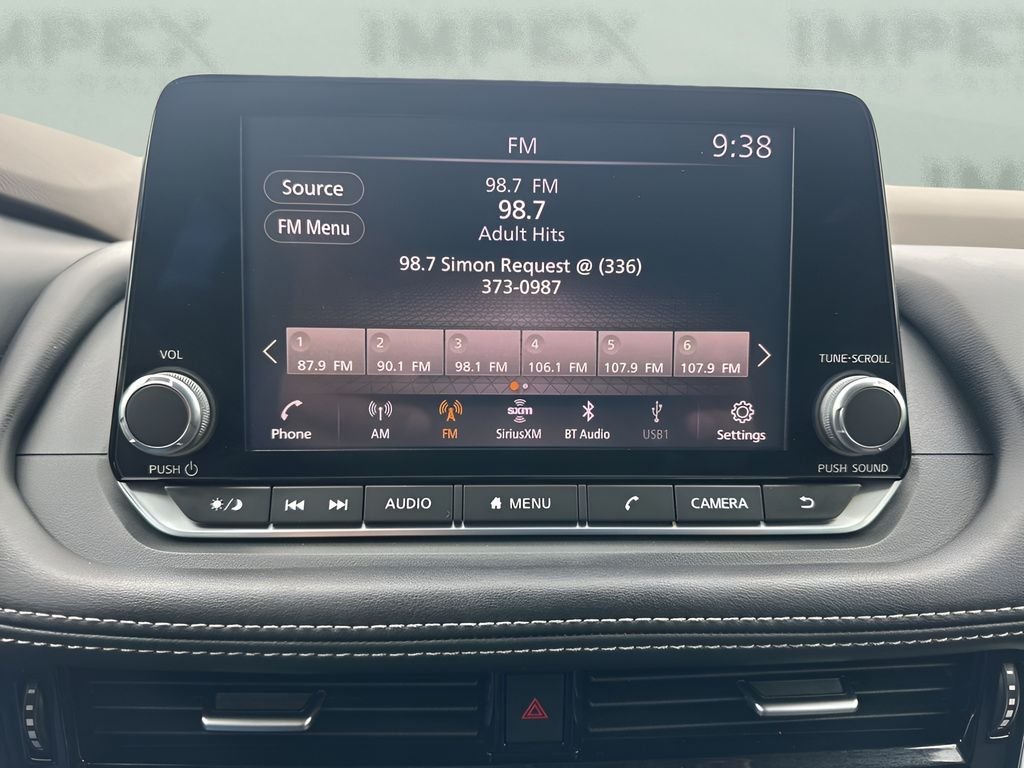 IMPEX IMPEX IMPEX
FM 9:38
Source
98.7 FM
98.7
FM Menu
Adult Hits
98.7 Simon Request @ (336)
373-0987
1 2 3 4 5 6
87.9 FM 90.1 FM 98.1 FM 106.1 FM 107.9 FM 107.9 FM
VOL
TUNE·SCROLL
sxm
Phone AM FM SiriusXM BT Audio USB1 Settings
PUSH
PUSH SOUND
AUDIO MENU CAMERA